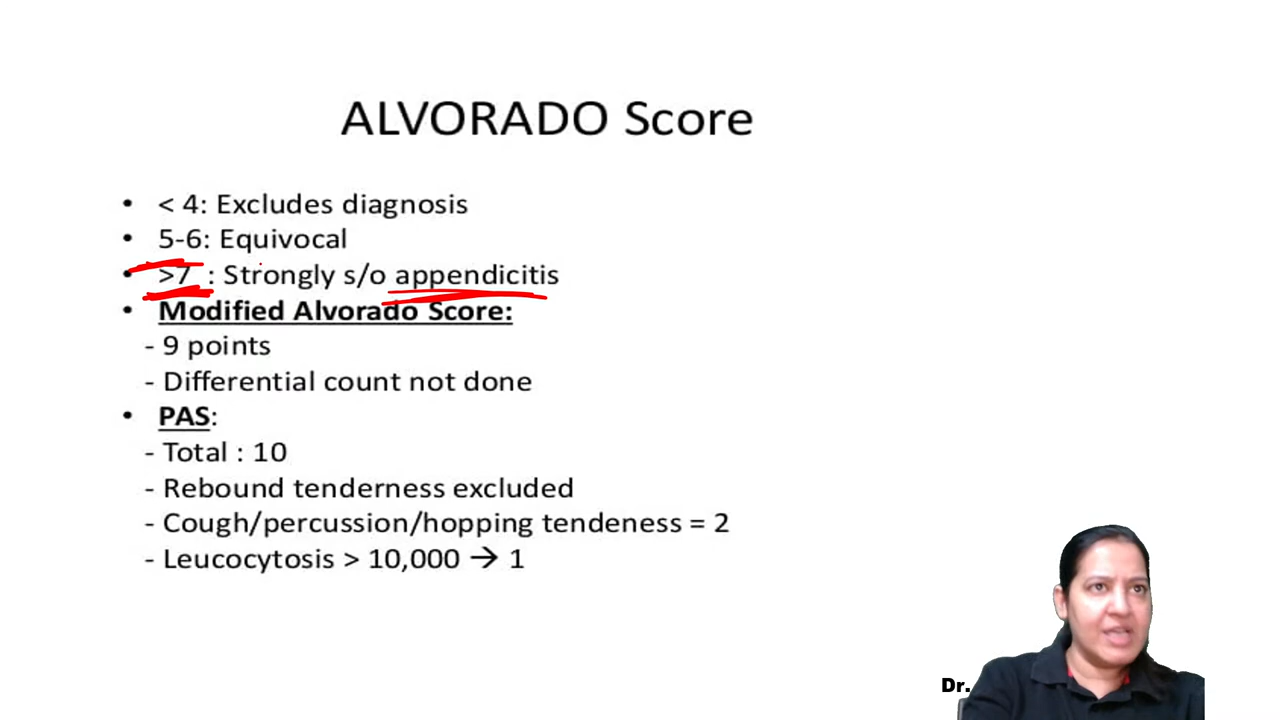 ALVORADO Score
• < 4: Excludes diagnosis
• 5-6: Equivocal
• >7 : Strongly s/o appendicitis
• Modified Alvorado Score:
- 9 points
- Differential count not done
• PAS:
- Total : 10
- Rebound tenderness excluded
- Cough/percussion/hopping tendeness = 2
- Leucocytosis > 10,000 → 1
Dr.